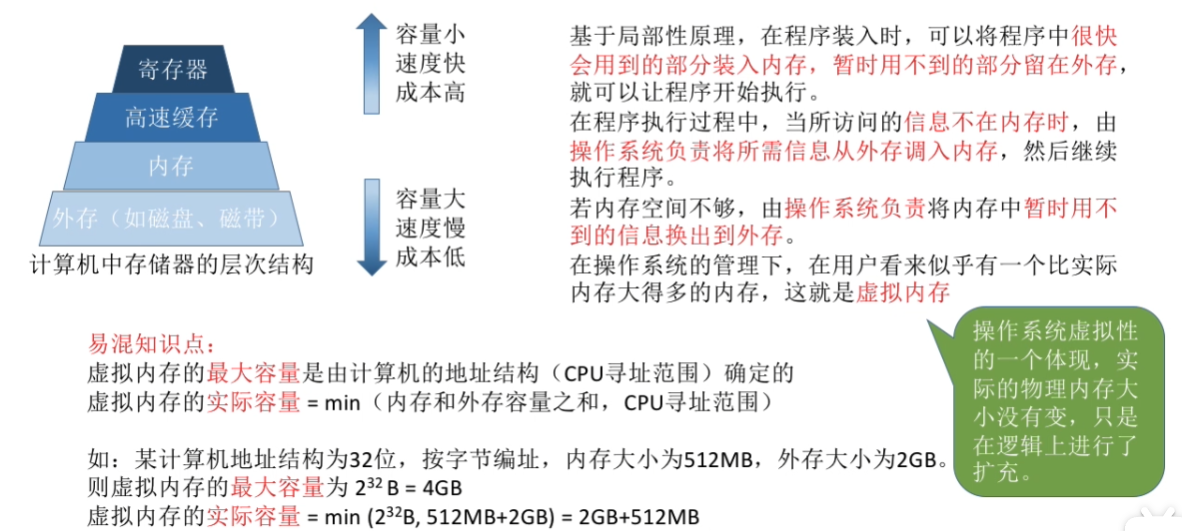 寄存器
高速缓存
内存
外存（如磁盘、磁带）
计算机中存储器的层次结构
容量小
速度快
成本高
容量大
速度慢
成本低
基于局部性原理，在程序装入时，可以将程序中很快
会用到的部分装入内存，暂时用不到的部分留在外存，
就可以让程序开始执行。
在程序执行过程中，当所访问的信息不在内存时，由
操作系统负责将所需信息从外存调入内存，然后继续
执行程序。
若内存空间不够，由操作系统负责将内存中暂时用不
到的信息换出到外存。
在操作系统的管理下，在用户看来似乎有一个比实际
内存大得多的内存，这就是虚拟内存
操作系统虚拟性
的一个体现，实
际的物理内存大
小没有变，只是
在逻辑上进行了
扩充。
易混知识点：
虚拟内存的最大容量是由计算机的地址结构（CPU寻址范围）确定的
虚拟内存的实际容量 = min（内存和外存容量之和，CPU寻址范围）
如：某计算机地址结构为32位，按字节编址，内存大小为512MB，外存大小为2GB。
则虚拟内存的最大容量为 2³² B = 4GB
虚拟内存的实际容量 = min (2³²B, 512MB+2GB) = 2GB+512MB